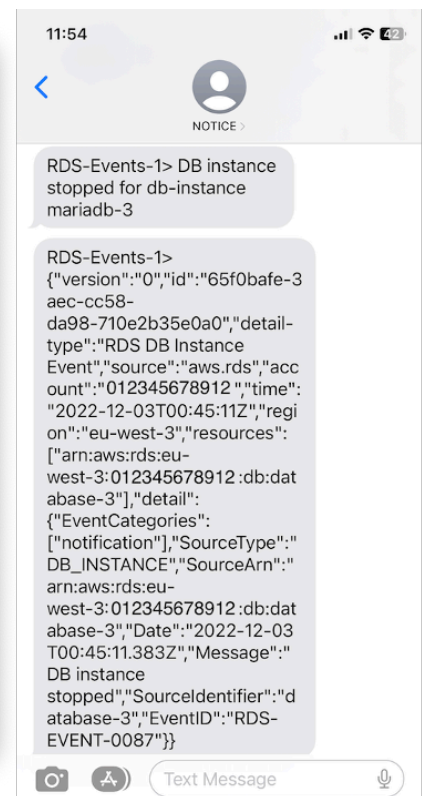 11:54
42
NOTICE
RDS-Events-1> DB instance
stopped for db-instance
mariadb-3
RDS-Events-1>
{"version":"0","id":"65f0bafe-3
aec-cc58-
da98-710e2b35e0a0","detail-
type":"RDS DB Instance
Event","source":"aws.rds","acc
ount":"012345678912 ","time":
"2022-12-03T00:45:11Z","regi
on":"eu-west-3","resources":
["arn:aws:rds:eu-
west-3:012345678912:db:dat
abase-3"],"detail":
{"EventCategories":
["notification"],"SourceType":"
DB_INSTANCE","SourceArn":"
arn:aws:rds:eu-
west-3:012345678912:db:dat
abase-3","Date":"2022-12-03
T00:45:11.383Z","Message":"
DB instance
stopped","SourceIdentifier":"d
atabase-3","EventID":"RDS-
EVENT-0087"}}
Text Message